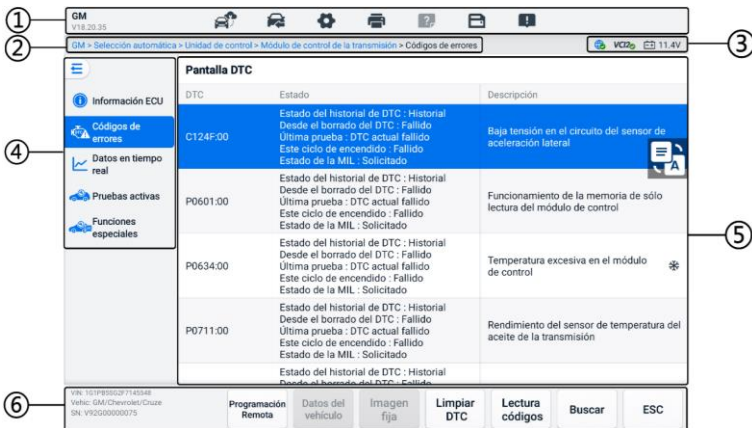 ①
GM
V18.20.35
②
GM > Selección automática > Unidad de control > Módulo de control de la transmisión > Códigos de errores
VCI 11.4V
③
④
Información ECU
Códigos de
errores
Datos en tiempo
real
Pruebas activas
Funciones
especiales
Pantalla DTC
DTC Estado Descripción
C124F:00
Estado del historial de DTC : Historial
Desde el borrado del DTC : Fallido
Última prueba : DTC actual fallido
Este ciclo de encendido : Fallido
Estado de la MIL : Solicitado
Baja tensión en el circuito del sensor de
aceleración lateral
A
P0601:00
Estado del historial de DTC : Historial
Desde el borrado del DTC : Fallido
Última prueba : DTC actual fallido
Este ciclo de encendido : Fallido
Estado de la MIL : Solicitado
Funcionamiento de la memoria de sólo
lectura del módulo de control
⑤
P0634:00
Estado del historial de DTC : Historial
Desde el borrado del DTC : Fallido
Última prueba : DTC actual fallido
Este ciclo de encendido : Fallido
Estado de la MIL : Solicitado
Temperatura excesiva en el módulo
de control
P0711:00
Estado del historial de DTC : Historial
Desde el borrado del DTC : Fallido
Última prueba : DTC actual fallido
Este ciclo de encendido : Fallido
Estado de la MIL : Solicitado
Rendimiento del sensor de temperatura del
aceite de la transmisión
Estado del historial de DTC : Historial
Desde el borrado del DTC : Fallido
⑥
Vehic: GM/Chevrolet/Cruze
SN: V92G00000075
Programación
Remota
Datos del
vehículo
Imagen
fija
Limpiar
DTC
Lectura
códigos
Buscar
ESC